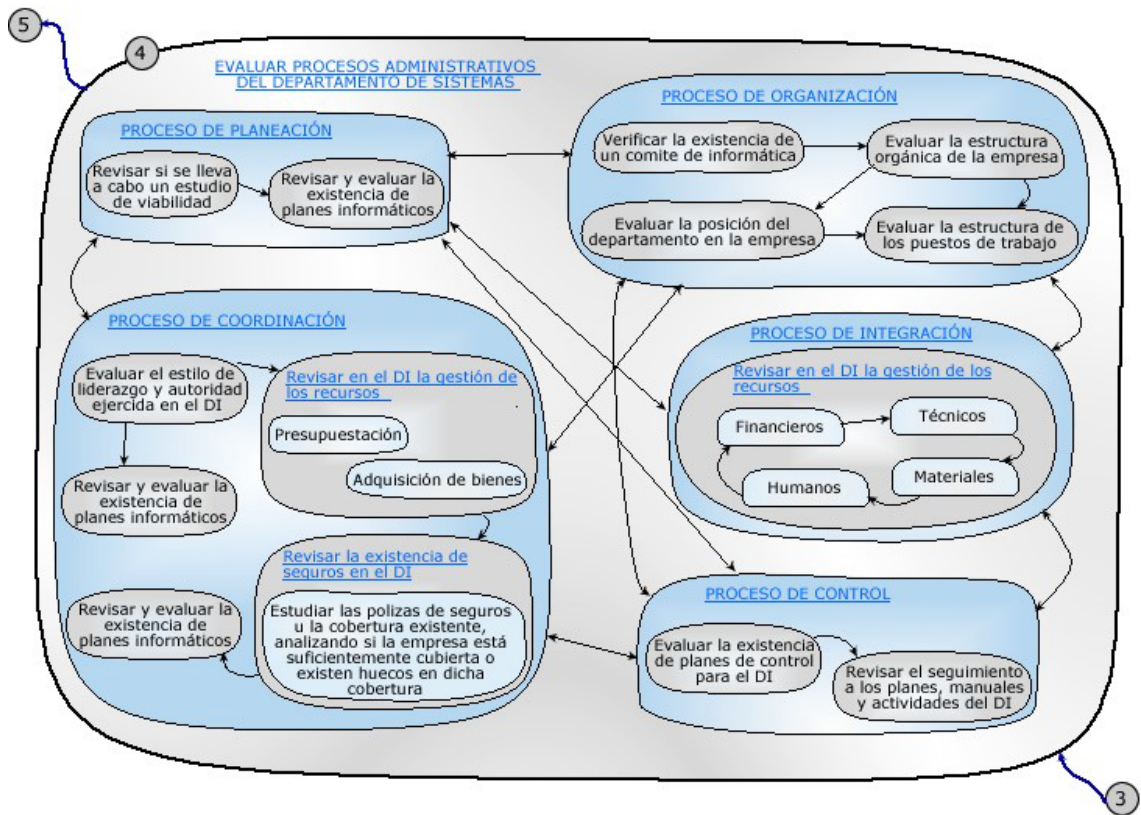 5
4
EVALUAR PROCESOS ADMINISTRATIVOS
DEL DEPARTAMENTO DE SISTEMAS
PROCESO DE PLANEACIÓN
Revisar si se lleva
a cabo un estudio
de viabilidad
Revisar y evaluar la
existencia de
planes informáticos
PROCESO DE ORGANIZACIÓN
Verificar la existencia de
un comite de informática
Evaluar la estructura
orgánica de la empresa
Evaluar la posición del
departamento en la empresa
Evaluar la estructura de
los puestos de trabajo
PROCESO DE COORDINACIÓN
Evaluar el estilo de
liderazgo y autoridad
ejercida en el DI
Revisar en el DI la gestión de
los recursos
Presupuestación
Adquisición de bienes
Revisar y evaluar la
existencia de
planes informáticos
Revisar la existencia de
seguros en el DI
Estudiar las polizas de seguros
u la cobertura existente,
analizando si la empresa está
suficientemente cubierta o
existen huecos en dicha
cobertura
Revisar y evaluar la
existencia de
planes informáticos
PROCESO DE INTEGRACIÓN
Revisar en el DI la gestión de los
recursos
Financieros
Técnicos
Humanos
Materiales
PROCESO DE CONTROL
Evaluar la existencia
de planes de control
para el DI
Revisar el seguimiento
a los planes, manuales
y actividades del DI
3